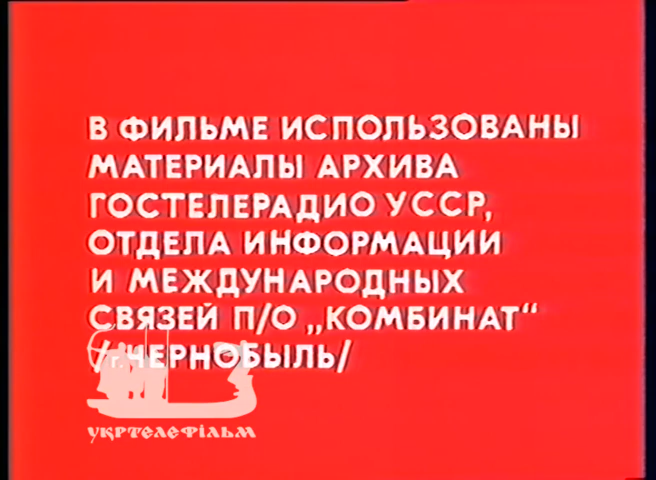 В ФИЛЬМЕ ИСПОЛЬЗОВАНЫ
МАТЕРИАЛЫ АРХИВА
ГОСТЕЛЕРАДИО УССР,
ОТДЕЛА ИНФОРМАЦИИ
И МЕЖДУНАРОДНЫХ
СВЯЗЕЙ П/О „КОМБИНАТ“
/г. ЧЕРНОБЫЛЬ/
УКРТЕЛЕФІЛЬМ